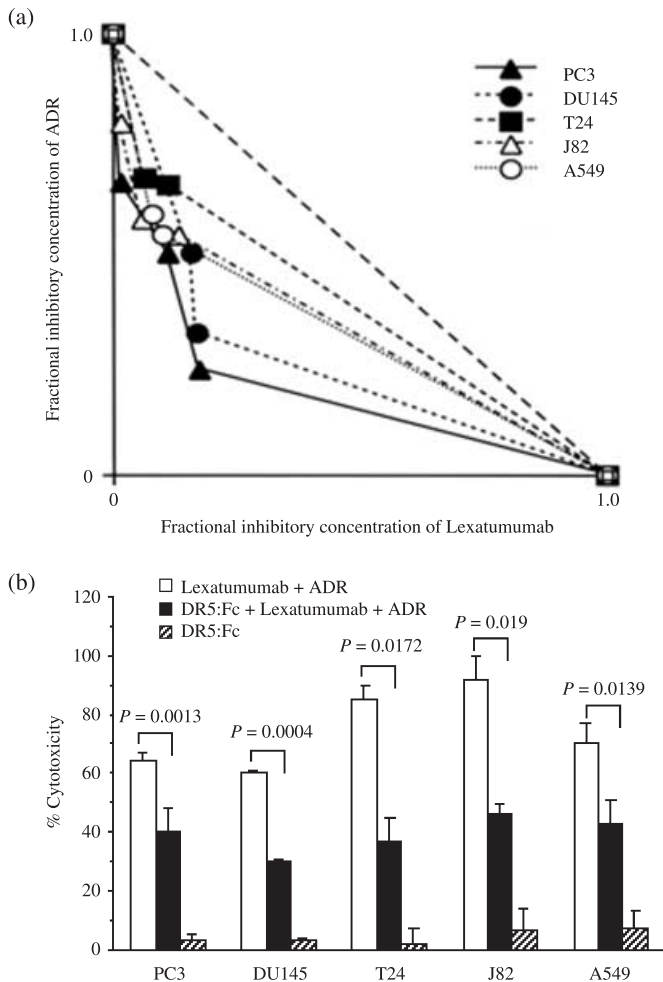 (a)
1.0
Fractional inhibitory concentration of ADR
PC3
DU145
T24
J82
A549
0
0
1.0
Fractional inhibitory concentration of Lexatumumab
(b)
Lexatumumab + ADR
DR5:Fc + Lexatumumab + ADR
DR5:Fc
% Cytotoxicity
120
100
80
60
40
20
0
P = 0.0013
P = 0.0004
P = 0.0172
P = 0.019
P = 0.0139
PC3
DU145
T24
J82
A549